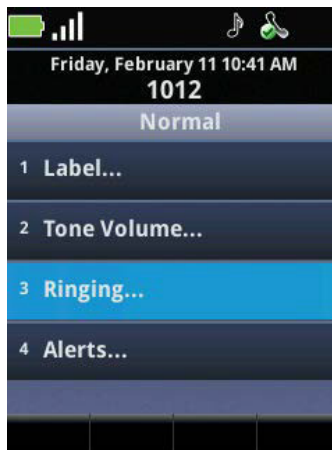 Friday, February 11 10:41 AM
1012
Normal
1 Label...
2 Tone Volume...
3 Ringing...
4 Alerts...